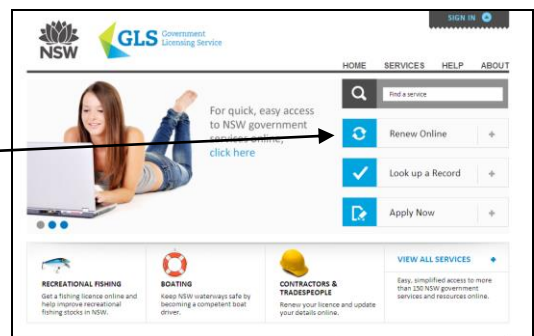 SIGN IN
NSW
GLS Government
Licensing Service
HOME SERVICES HELP ABOUT
Find a service
For quick, easy access
to NSW government
services online,
click here
Renew Online
Look up a Record
Apply Now
RECREATIONAL FISHING
Get a fishing licence online and
help improve recreational
fishing stocks in NSW.
BOATING
Keep NSW waterways safe by
becoming a competent boat
driver.
CONTRACTORS &
TRADESPEOPLE
Renew your licence and update
your details online.
VIEW ALL SERVICES
Easy, simplified access to more
than 150 NSW government
services and resources online.